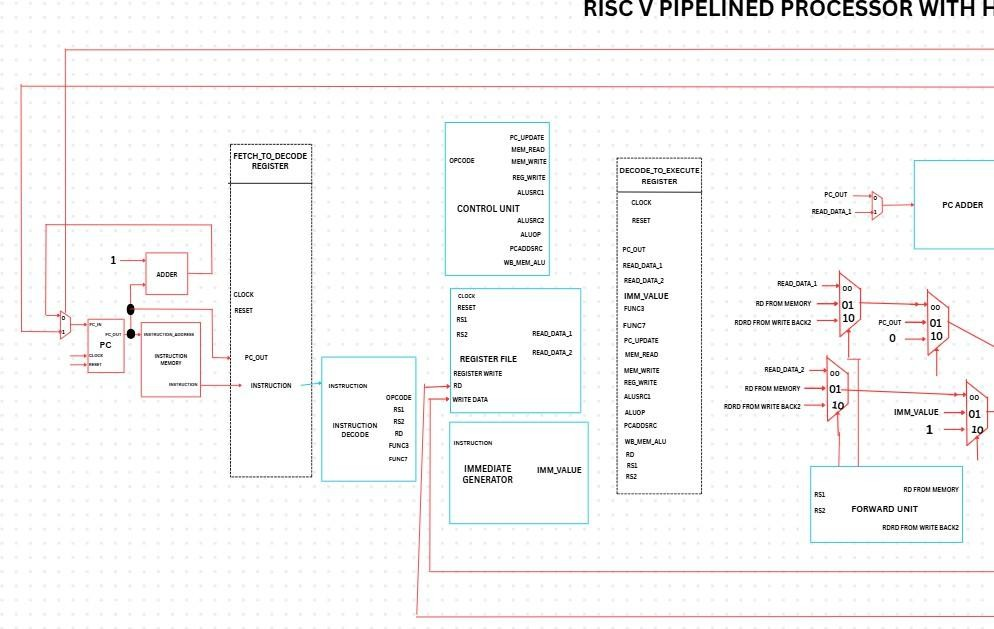 RISC V PIPELINED PROCESSOR WITH H
1
ADDER
0
1
PC_IN
PC_OUT
PC
CLOCK
RESET
INSTRUCTION_ADDRESS
INSTRUCTION
MEMORY
INSTRUCTION
FETCH_TO_DECODE
REGISTER
CLOCK
RESET
PC_OUT
INSTRUCTION
INSTRUCTION
OPCODE
RS1
INSTRUCTION
DECODE
RS2
RD
FUNC3
FUNC7
OPCODE
PC_UPDATE
MEM_READ
MEM_WRITE
REG_WRITE
ALUSRC1
CONTROL UNIT
ALUSRC2
ALUOP
PCADDSRC
WB_MEM_ALU
CLOCK
RESET
RS1
RS2
READ_DATA_1
READ_DATA_2
REGISTER FILE
REGISTER WRITE
RD
WRITE DATA
INSTRUCTION
IMMEDIATE
GENERATOR
IMM_VALUE
DECODE_TO_EXECUTE
REGISTER
CLOCK
RESET
PC_OUT
READ_DATA_1
READ_DATA_2
IMM_VALUE
FUNC3
FUNC7
PC_UPDATE
MEM_READ
MEM_WRITE
REG_WRITE
ALUSRC1
ALUOP
PCADDSRC
WB_MEM_ALU
RD
RS1
RS2
PC_OUT
READ_DATA_1
0
1
PC ADDER
READ_DATA_1
RD FROM MEMORY
RDRD FROM WRITE BACK2
00
01
10
PC_OUT
0
00
01
10
READ_DATA_2
RD FROM MEMORY
RDRD FROM WRITE BACK2
00
01
10
IMM_VALUE
1
00
01
10
RS1
RS2
RD FROM MEMORY
FORWARD UNIT
RDRD FROM WRITE BACK2